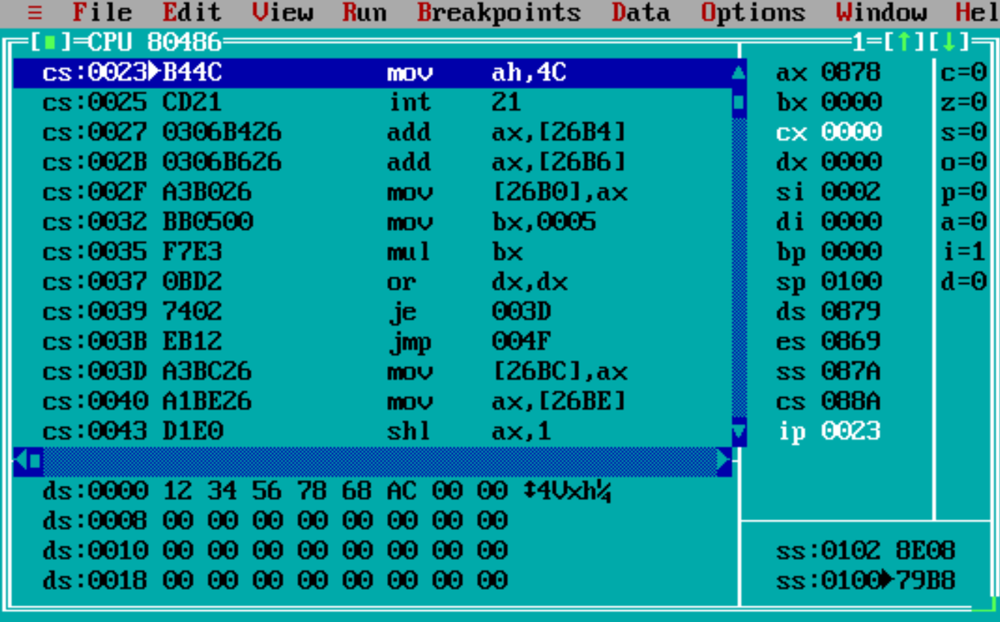 ≡ File Edit View Run Breakpoints Data Options Window Hel
[■]=CPU 80486 1=[↑][↓]
cs:0023►B44C mov ah,4C ax 0878 c=0
cs:0025 CD21 int 21 bx 0000 z=0
cs:0027 0306B426 add ax,[26B4] cx 0000 s=0
cs:002B 0306B626 add ax,[26B6] dx 0000 o=0
cs:002F A3B026 mov [26B0],ax si 0002 p=0
cs:0032 BB0500 mov bx,0005 di 0000 a=0
cs:0035 F7E3 mul bx bp 0000 i=1
cs:0037 0BD2 or dx,dx sp 0100 d=0
cs:0039 7402 je 003D ds 0879
cs:003B EB12 jmp 004F es 0869
cs:003D A3BC26 mov [26BC],ax ss 087A
cs:0040 A1BE26 mov ax,[26BE] cs 088A
cs:0043 D1E0 shl ax,1 ip 0023
ds:0000 12 34 56 78 68 AC 00 00 ↕4Vxh¼
ds:0008 00 00 00 00 00 00 00 00
ds:0010 00 00 00 00 00 00 00 00 ss:0102 8E08
ds:0018 00 00 00 00 00 00 00 00 ss:0100►79B8